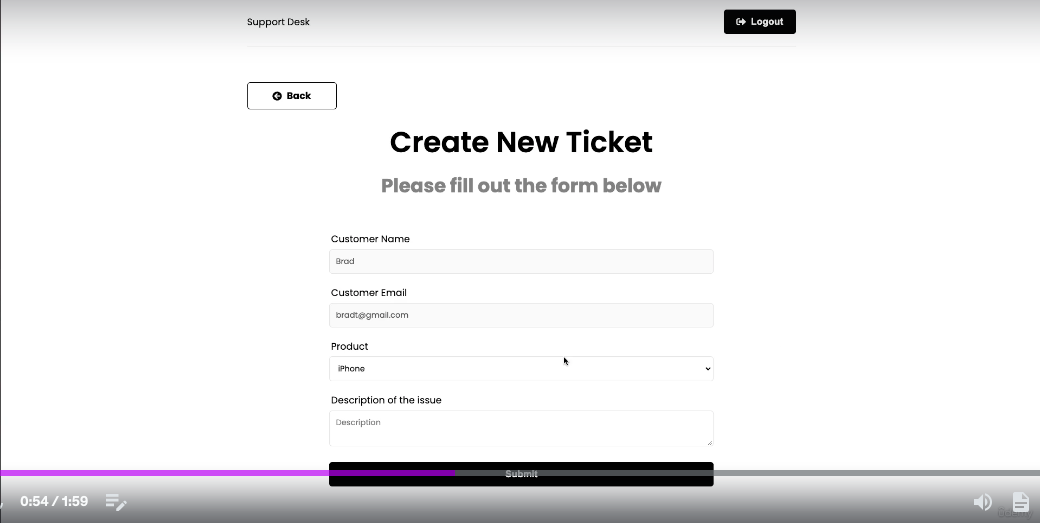 Support Desk
Logout
Back
Create New Ticket
Please fill out the form below
Customer Name
Brad
Customer Email
bradt@gmail.com
Product
iPhone
Description of the issue
Description
Submit
0:54 / 1:59